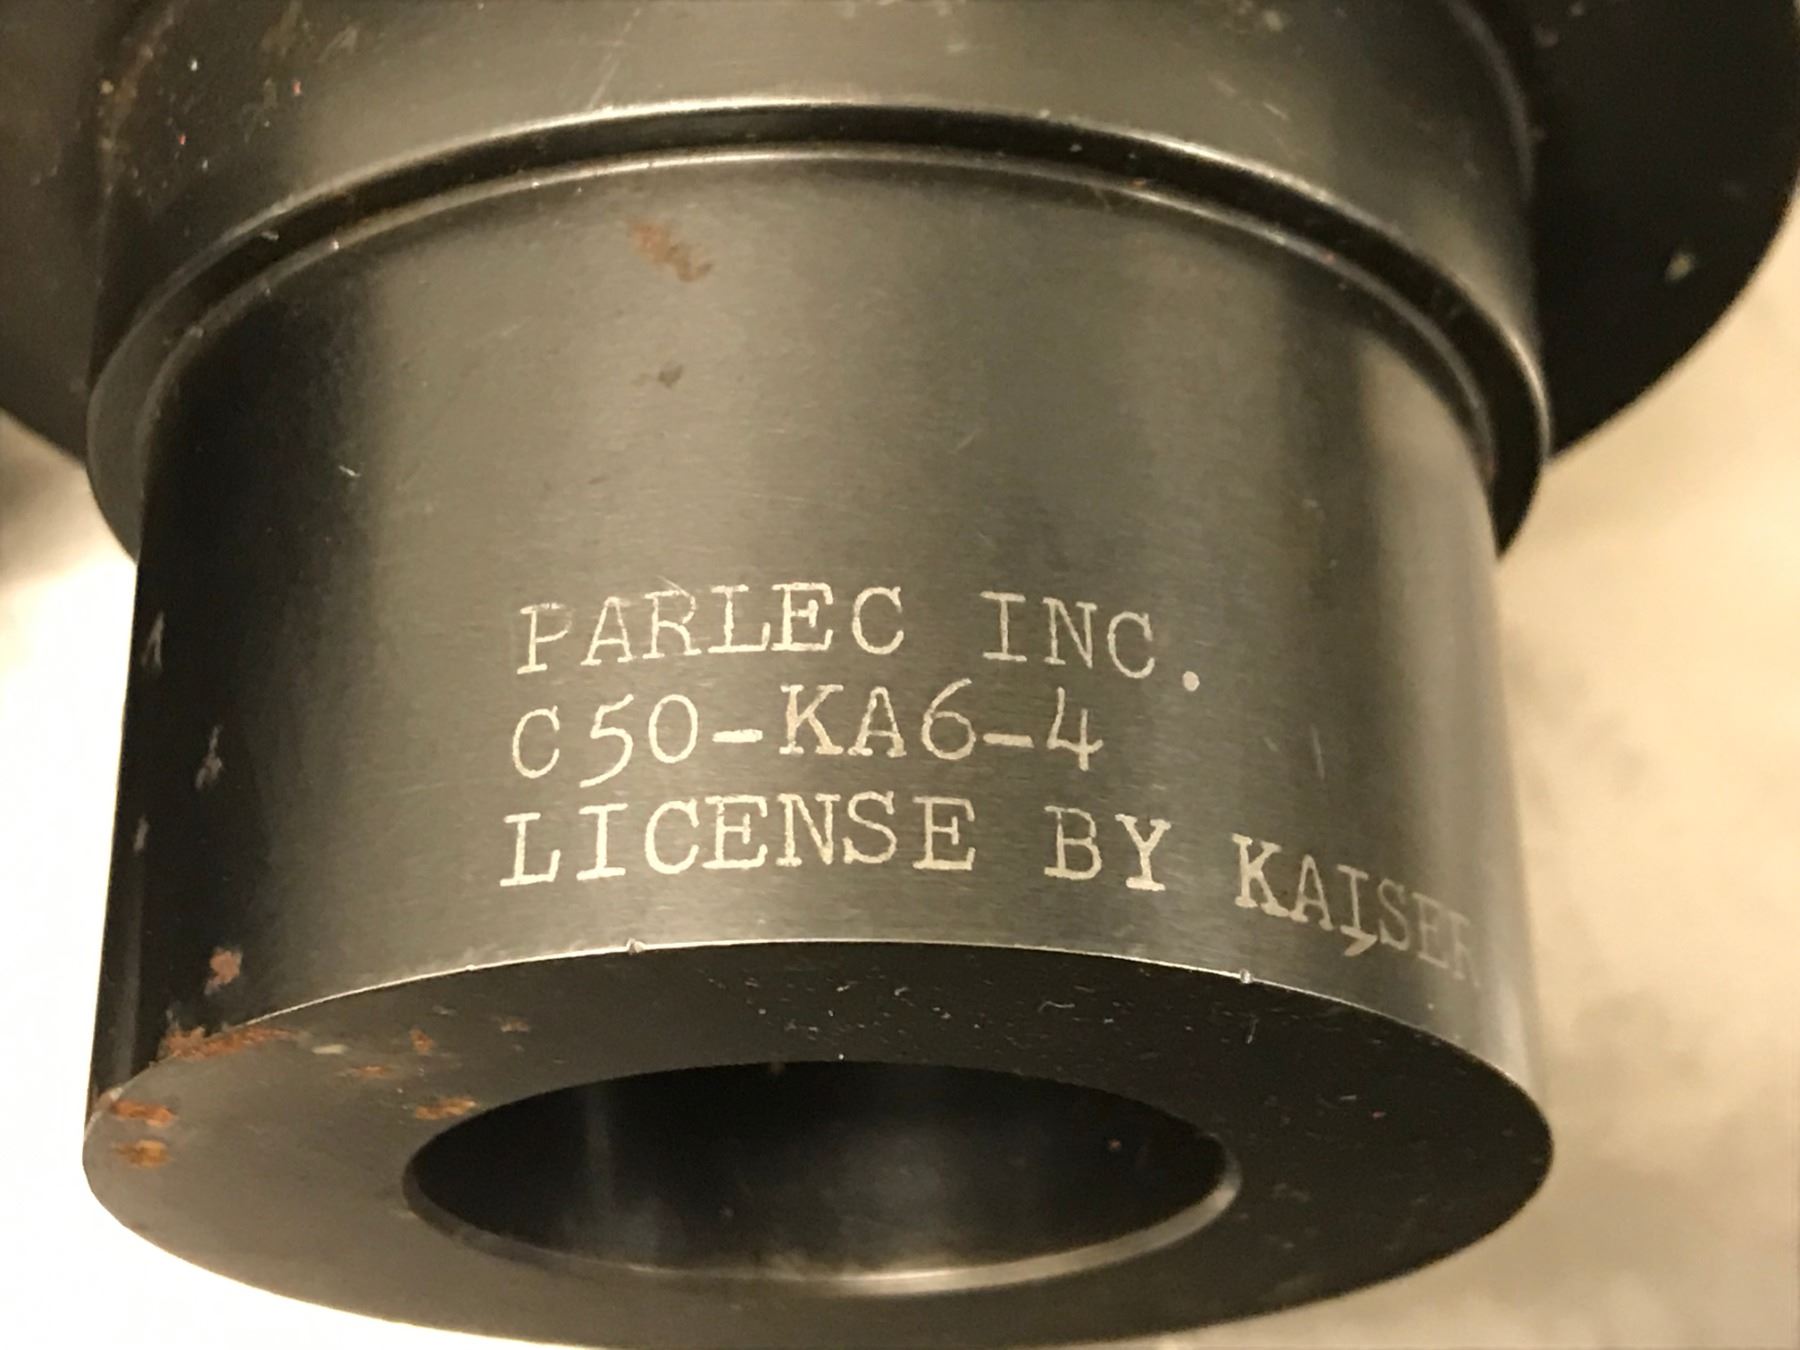 PARLEC INC.
C50-KA6-4
LICENSE BY KAISER